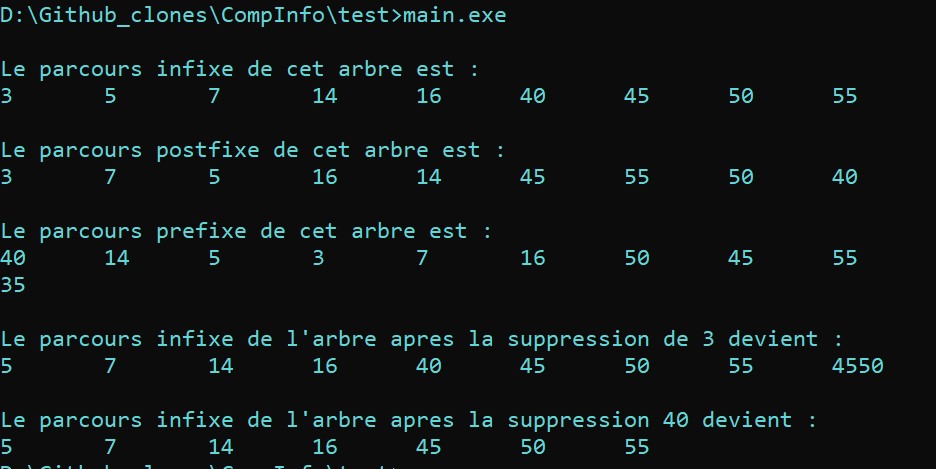 D:\Github_clones\CompInfo\test>main.exe
Le parcours infixe de cet arbre est :
3 5 7 14 16 40 45 50 55
Le parcours postfixe de cet arbre est :
3 7 5 16 14 45 55 50 40
Le parcours prefixe de cet arbre est :
40 14 5 3 7 16 50 45 55
35
Le parcours infixe de l'arbre apres la suppression de 3 devient :
5 7 14 16 40 45 50 55 4550
Le parcours infixe de l'arbre apres la suppression 40 devient :
5 7 14 16 45 50 55
D:\Github_clones\CompInfo\test>